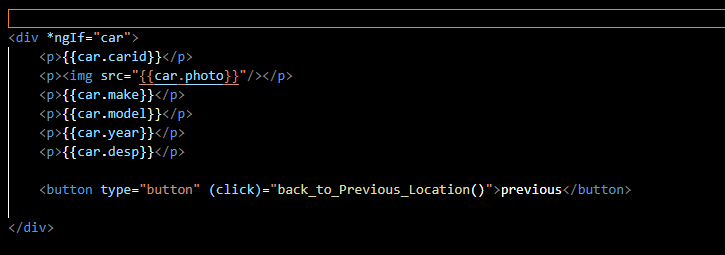 <div *ngIf="car">
<p>{{car.carid}}</p>
<p><img src="{{car.photo}}"/></p>
<p>{{car.make}}</p>
<p>{{car.model}}</p>
<p>{{car.year}}</p>
<p>{{car.desp}}</p>
<button type="button" (click)="back_to_Previous_Location()">previous</button>
</div>